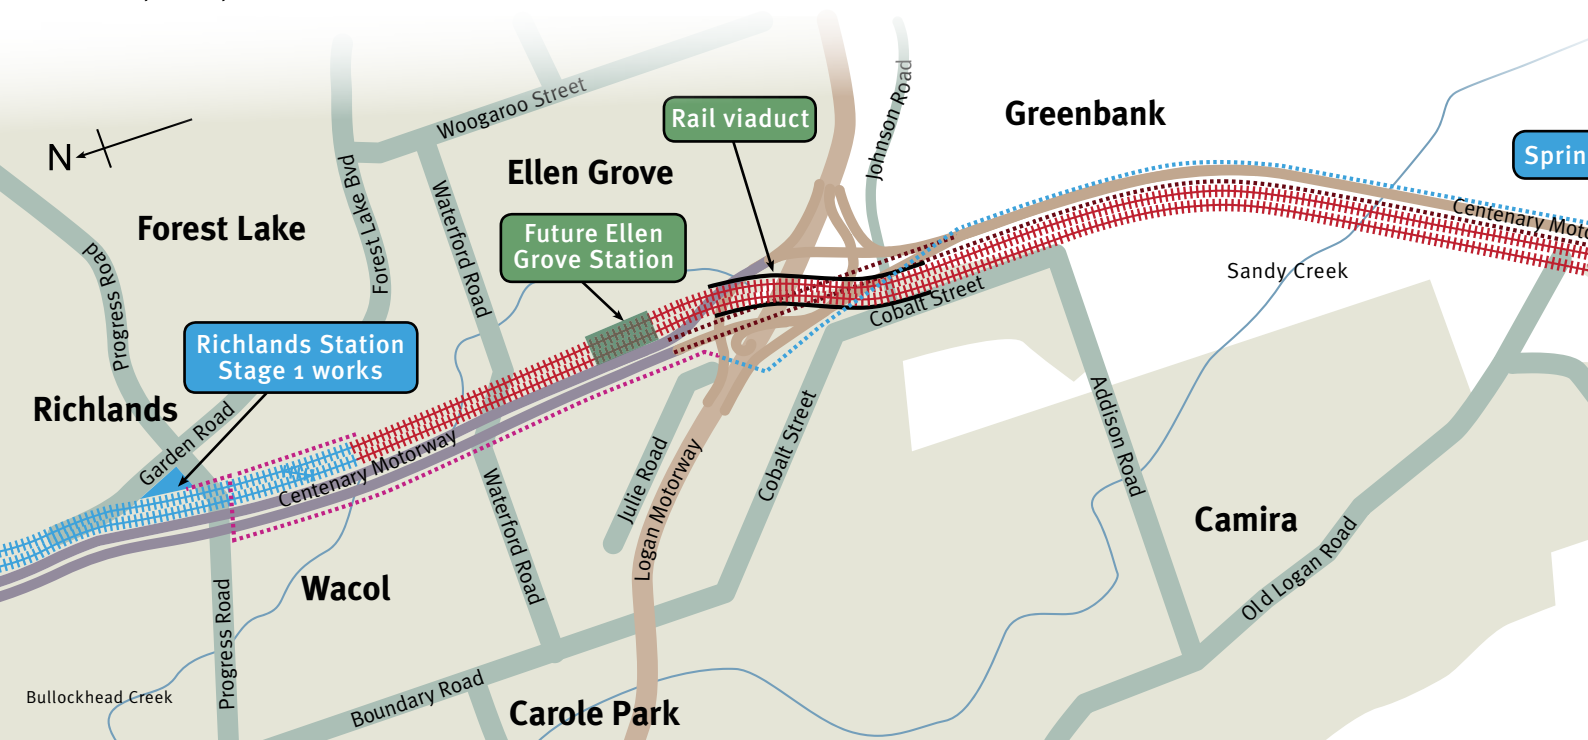 Woogaroo Street
Johnson Road
Greenbank
Rail viaduct
N
Sprin
Forest Lake Bvd
Ellen Grove
Waterford Road
Centenary Moto
Forest Lake
Future Ellen
Grove Station
Progress Road
Sandy Creek
Cobalt Street
Richlands Station
Stage 1 works
Richlands
Garden Road
Centenary Motorway
Addison Road
Cobalt Street
Julie Road
Logan Motorway
Waterford Road
Camira
Old Logan Road
Wacol
Progress Road
Bullockhead Creek
Boundary Road
Carole Park